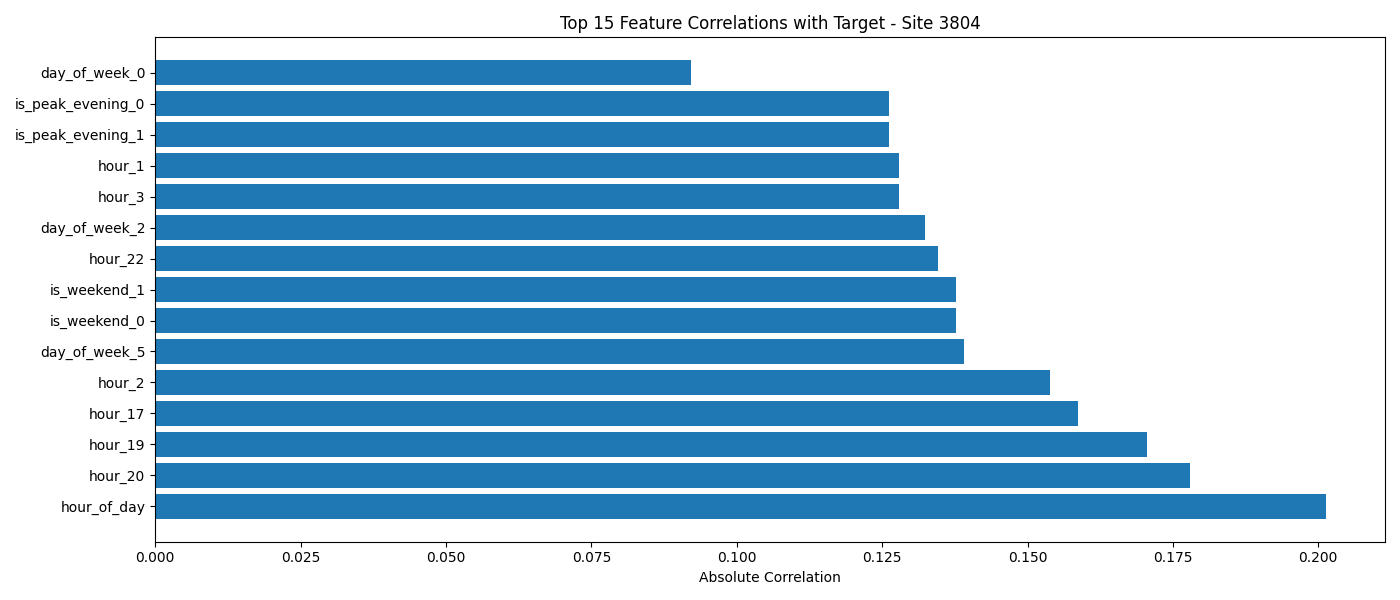 Top 15 Feature Correlations with Target - Site 3804
day_of_week_0
is_peak_evening_0
is_peak_evening_1
hour_1
hour_3
day_of_week_2
hour_22
is_weekend_1
is_weekend_0
day_of_week_5
hour_2
hour_17
hour_19
hour_20
hour_of_day
0.000 0.025 0.050 0.075 0.100 0.125 0.150 0.175 0.200
Absolute Correlation